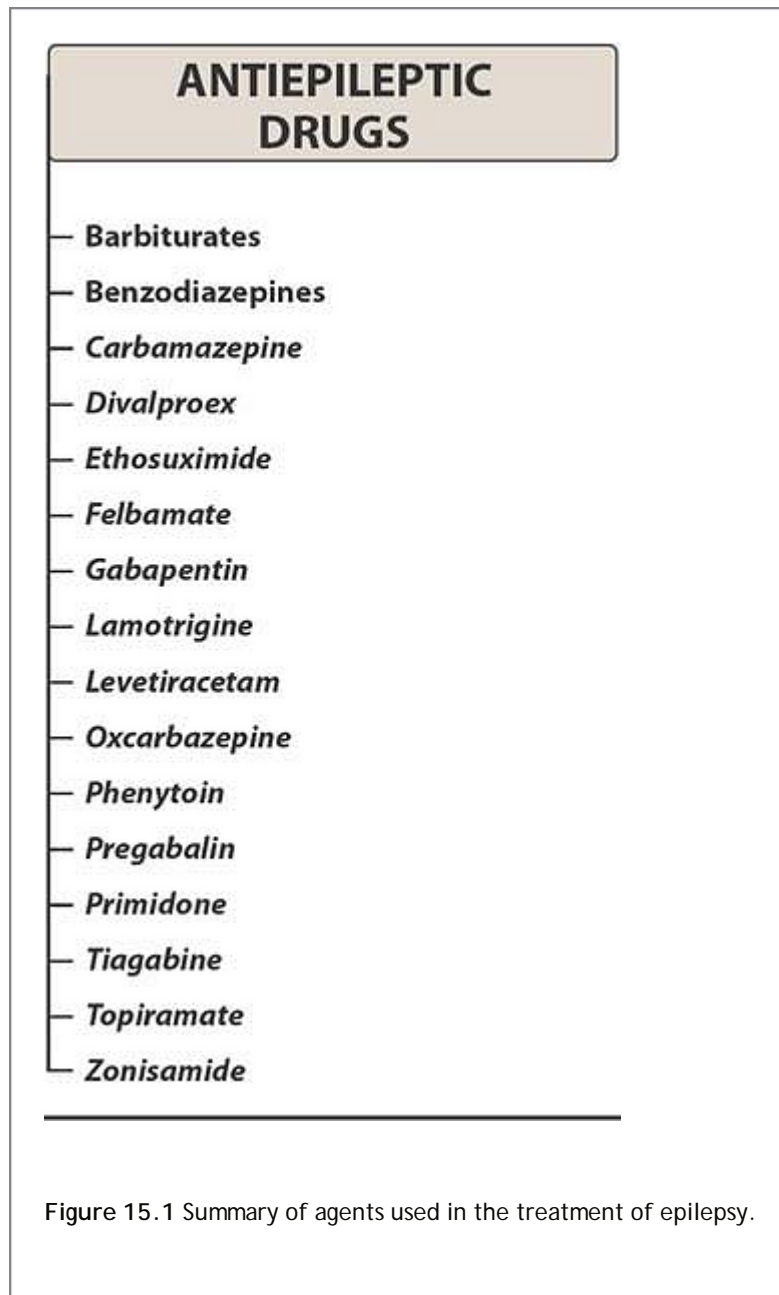 ANTIEPILEPTIC
DRUGS
Barbiturates
Benzodiazepines
Carbamazepine
Divalproex
Ethosuximide
Felbamate
Gabapentin
Lamotrigine
Levetiracetam
Oxcarbazepine
Phenytoin
Pregabalin
Primidone
Tiagabine
Topiramate
Zonisamide
Figure 15.1 Summary of agents used in the treatment of epilepsy.